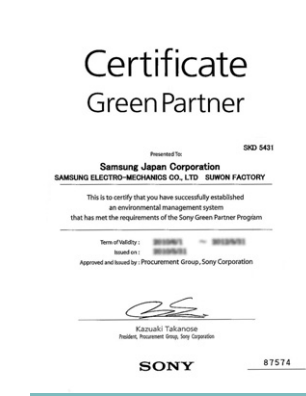 Certificate
Green Partner
SKD 5431
Presented To:
Samsung Japan Corporation
SAMSUNG ELECTRO-MECHANICS CO., LTD SUWON FACTORY
This is to certify that you have successfully established
an environmental management system
that has met the requirements of the Sony Green Partner Program
Term of Validity : ~
Issued on :
Approved and Issued by : Procurement Group, Sony Corporation
Kazuaki Takanose
President, Procurement Group, Sony Corporation
SONY
87574